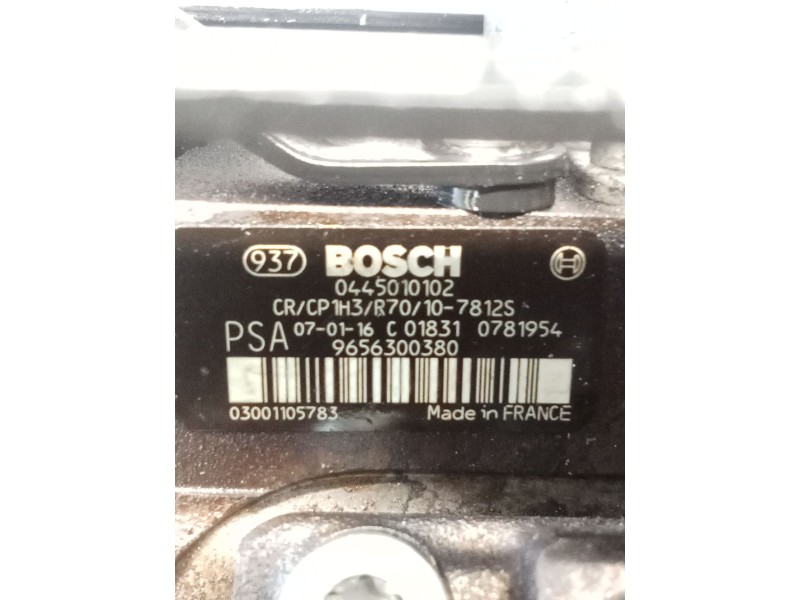 937 BOSCH
0445010102
CR/CP1H3/R70/10-7812S
PSA 07-01-16 C 01831 0781954
9656300380
03001105783 Made in FRANCE